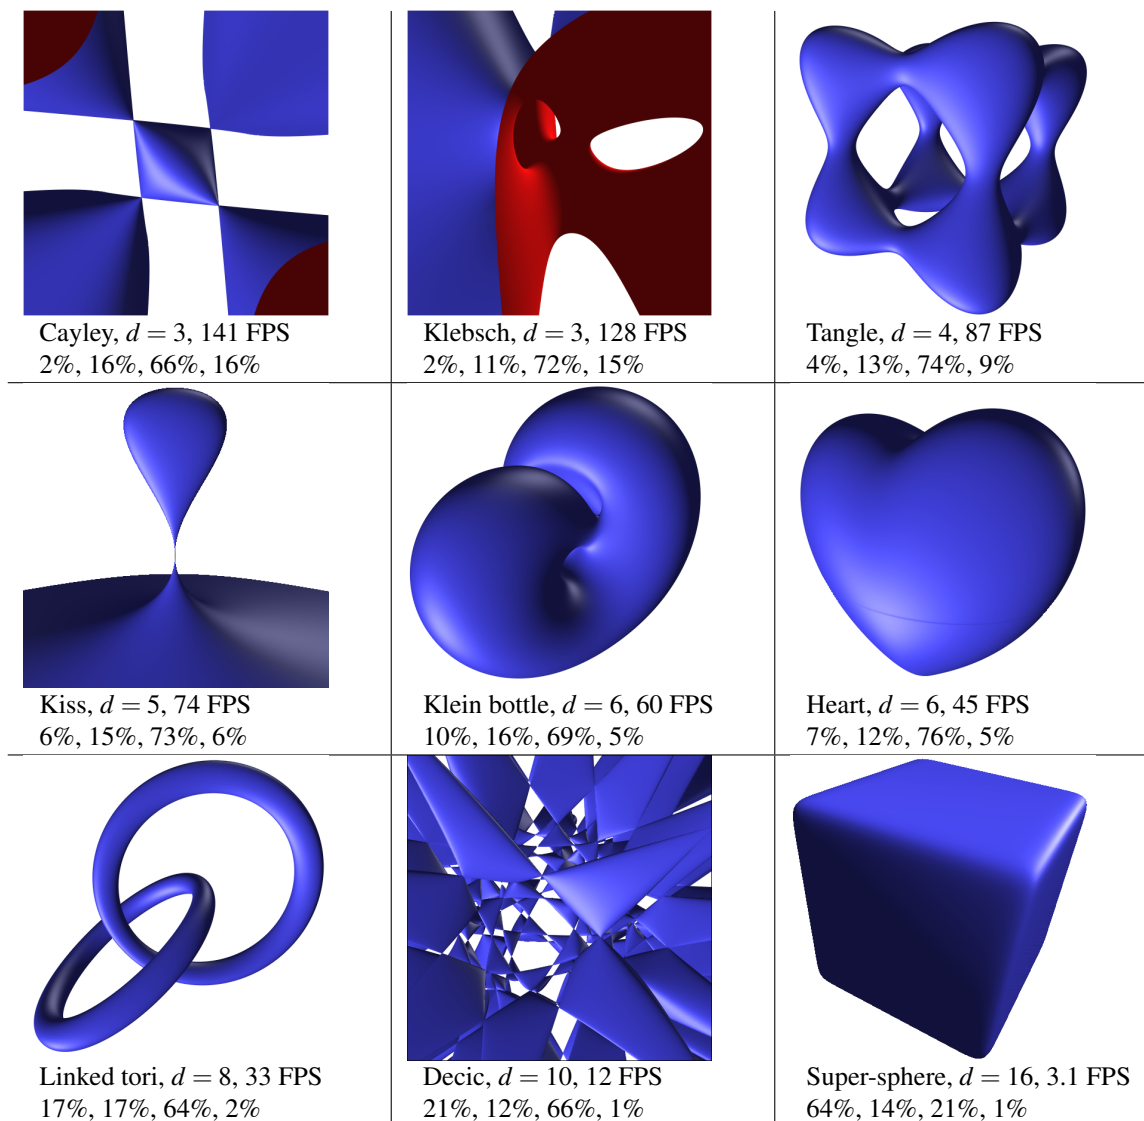 Cayley, d = 3, 141 FPS
2%, 16%, 66%, 16%
Klebsch, d = 3, 128 FPS
2%, 11%, 72%, 15%
Tangle, d = 4, 87 FPS
4%, 13%, 74%, 9%
Kiss, d = 5, 74 FPS
6%, 15%, 73%, 6%
Klein bottle, d = 6, 60 FPS
10%, 16%, 69%, 5%
Heart, d = 6, 45 FPS
7%, 12%, 76%, 5%
Linked tori, d = 8, 33 FPS
17%, 17%, 64%, 2%
Decic, d = 10, 12 FPS
21%, 12%, 66%, 1%
Super-sphere, d = 16, 3.1 FPS
64%, 14%, 21%, 1%